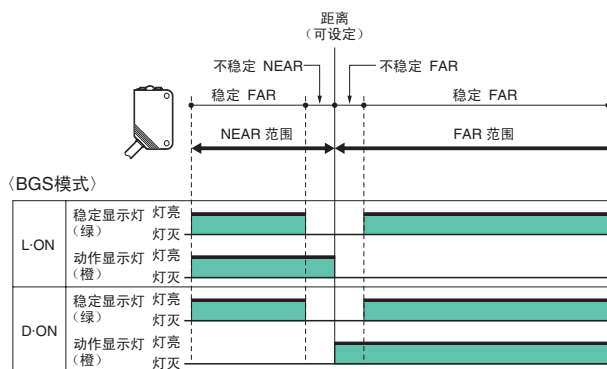 距离
（可设定）
不稳定 NEAR
不稳定 FAR
稳定 FAR
稳定 FAR
NEAR 范围
FAR 范围
〈BGS模式〉
L·ON
稳定显示灯 灯亮
（绿） 灯灭
动作显示灯 灯亮
（橙） 灯灭
D·ON
稳定显示灯 灯亮
（绿） 灯灭
动作显示灯 灯亮
（橙） 灯灭